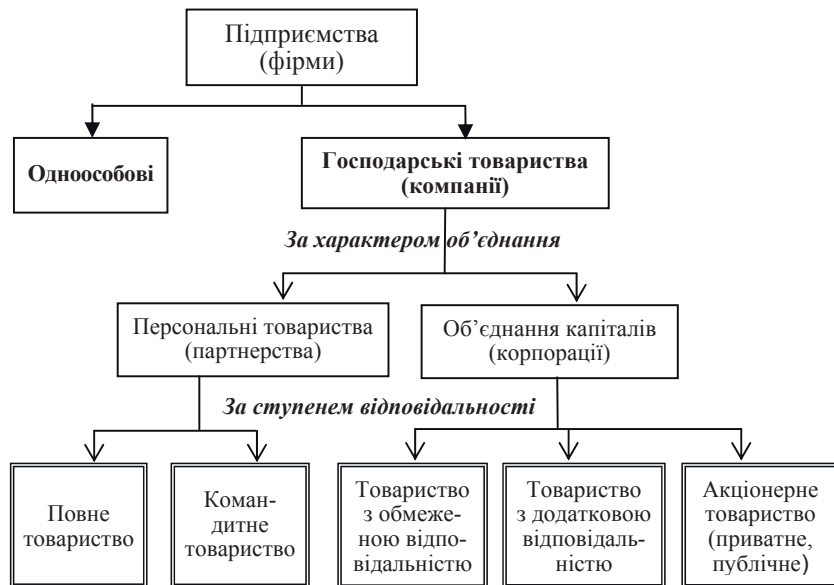 Підприємства
(фірми)
Одноособові
Господарські товариства
(компанії)
За характером об’єднання
Персональні товариства
(партнерства)
Об’єднання капіталів
(корпорації)
За ступенем відповідальності
Повне
товариство
Коман-
дитне
товариство
Товариство
з обмеже-
ною відпо-
відальністю
Товариство
з додатковою
відповідаль-
ністю
Акціонерне
товариство
(приватне,
публічне)